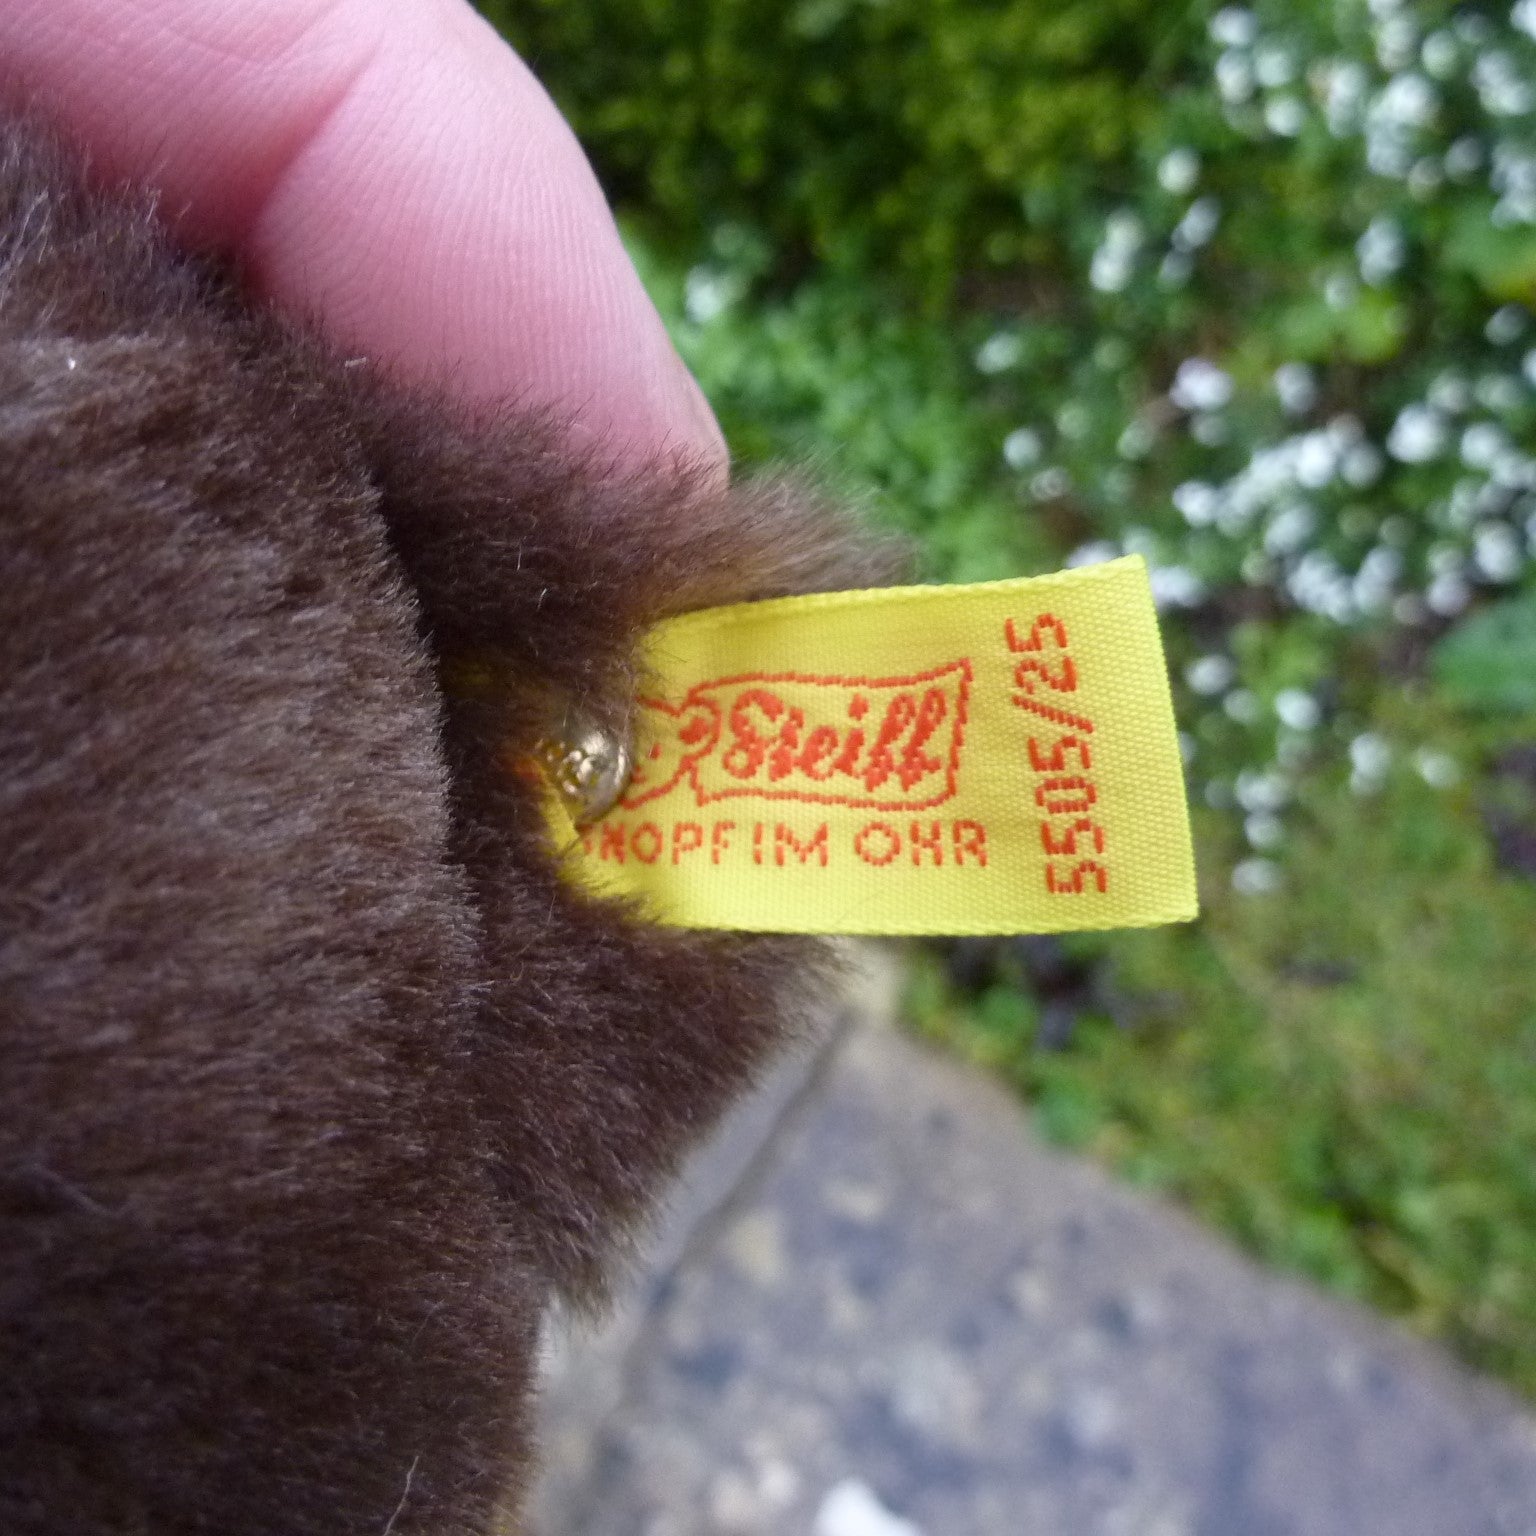 Steiff
KNOPF IM OHR
5505/25